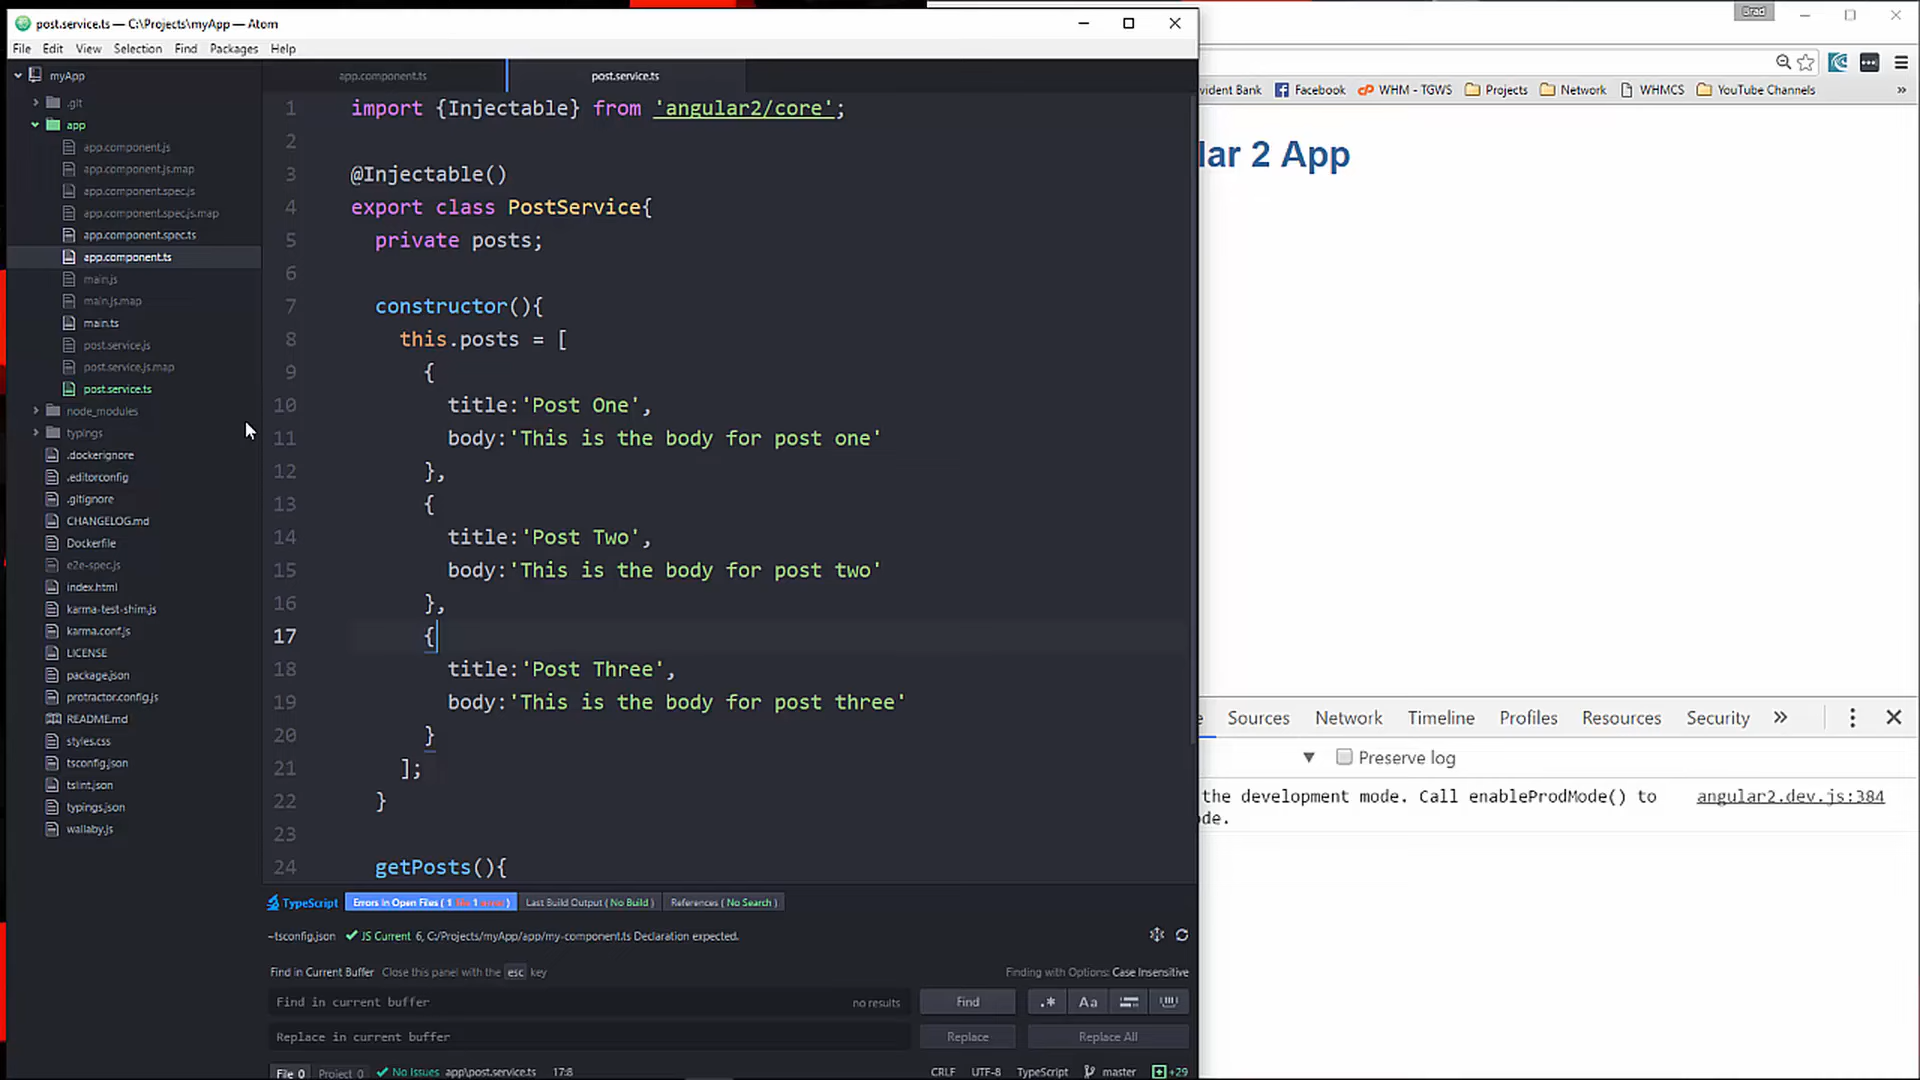 post.service.ts — C:\Projects\myApp — Atom
File Edit View Selection Find Packages Help
myApp
.git
app
app.component.js
app.component.js.map
app.component.spec.js
app.component.spec.js.map
app.component.spec.ts
app.component.ts
main.js
main.js.map
main.ts
post.service.js
post.service.js.map
post.service.ts
node_modules
typings
.dockerignore
.editorconfig
.gitignore
CHANGELOG.md
Dockerfile
e2e-spec.js
index.html
karma-test-shim.js
karma.conf.js
LICENSE
package.json
protractor.config.js
README.md
styles.css
tsconfig.json
tslint.json
typings.json
wallaby.js
app.component.ts post.service.ts
1 import {Injectable} from 'angular2/core';
2
3 @Injectable()
4 export class PostService{
5 private posts;
6
7 constructor(){
8 this.posts = [
9 {
10 title:'Post One',
11 body:'This is the body for post one'
12 },
13 {
14 title:'Post Two',
15 body:'This is the body for post two'
16 },
17 {
18 title:'Post Three',
19 body:'This is the body for post three'
20 }
21 ];
22 }
23
24 getPosts(){
TypeScript Errors in Open Files ( 1 file 1 error ) Last Build Output ( No Build ) References ( No Search )
~tsconfig.json JS Current 6, C:/Projects/myApp/app/my-component.ts Declaration expected.
Find in Current Buffer Close this panel with the esc key Finding with Options: Case Insensitive
Find in current buffer no results Find .* Aa
Replace in current buffer Replace Replace All
File 0 Project 0 No Issues app\post.service.ts 17:8 CRLF UTF-8 TypeScript master +29
Brad
vident Bank Facebook WHM - TGWS Projects Network WHMCS YouTube Channels »
lar 2 App
Sources Network Timeline Profiles Resources Security »
Preserve log
the development mode. Call enableProdMode() to angular2.dev.js:384
ode.